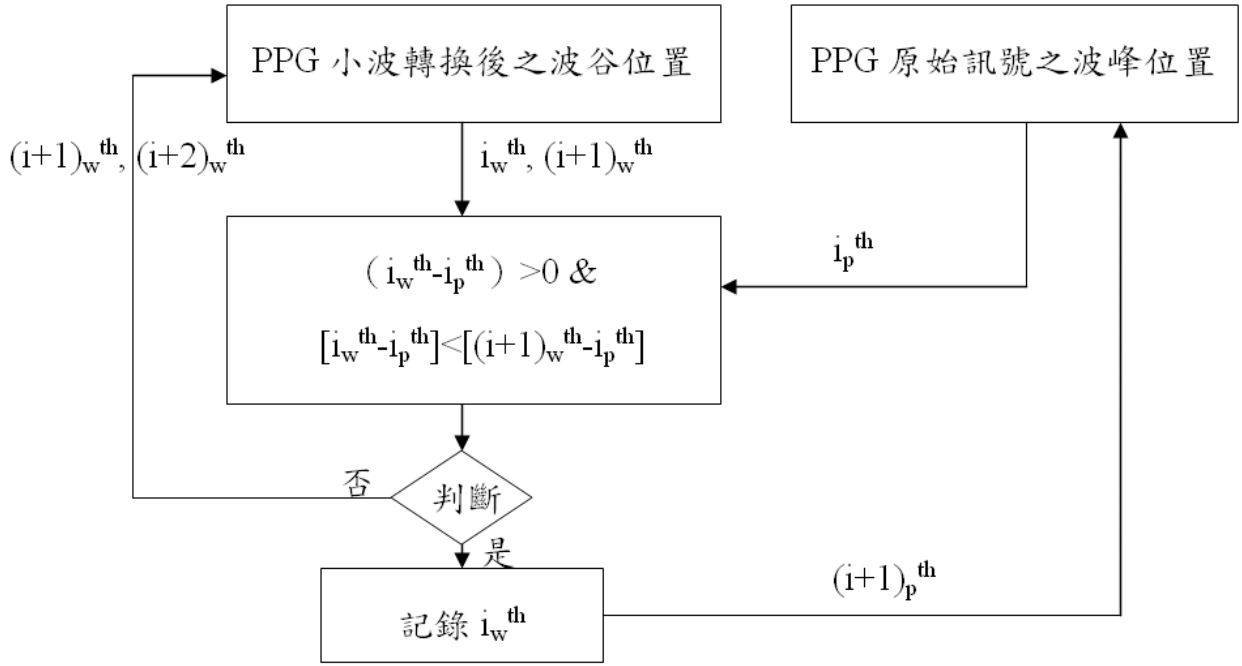 PPG 小波轉換後之波谷位置
PPG 原始訊號之波峰位置
(i+1)w^th, (i+2)w^th
iw^th, (i+1)w^th
ip^th
（iw^th-ip^th）>0 &
[iw^th-ip^th]<[(i+1)w^th-ip^th]
否
判斷
是
(i+1)p^th
記錄 iw^th